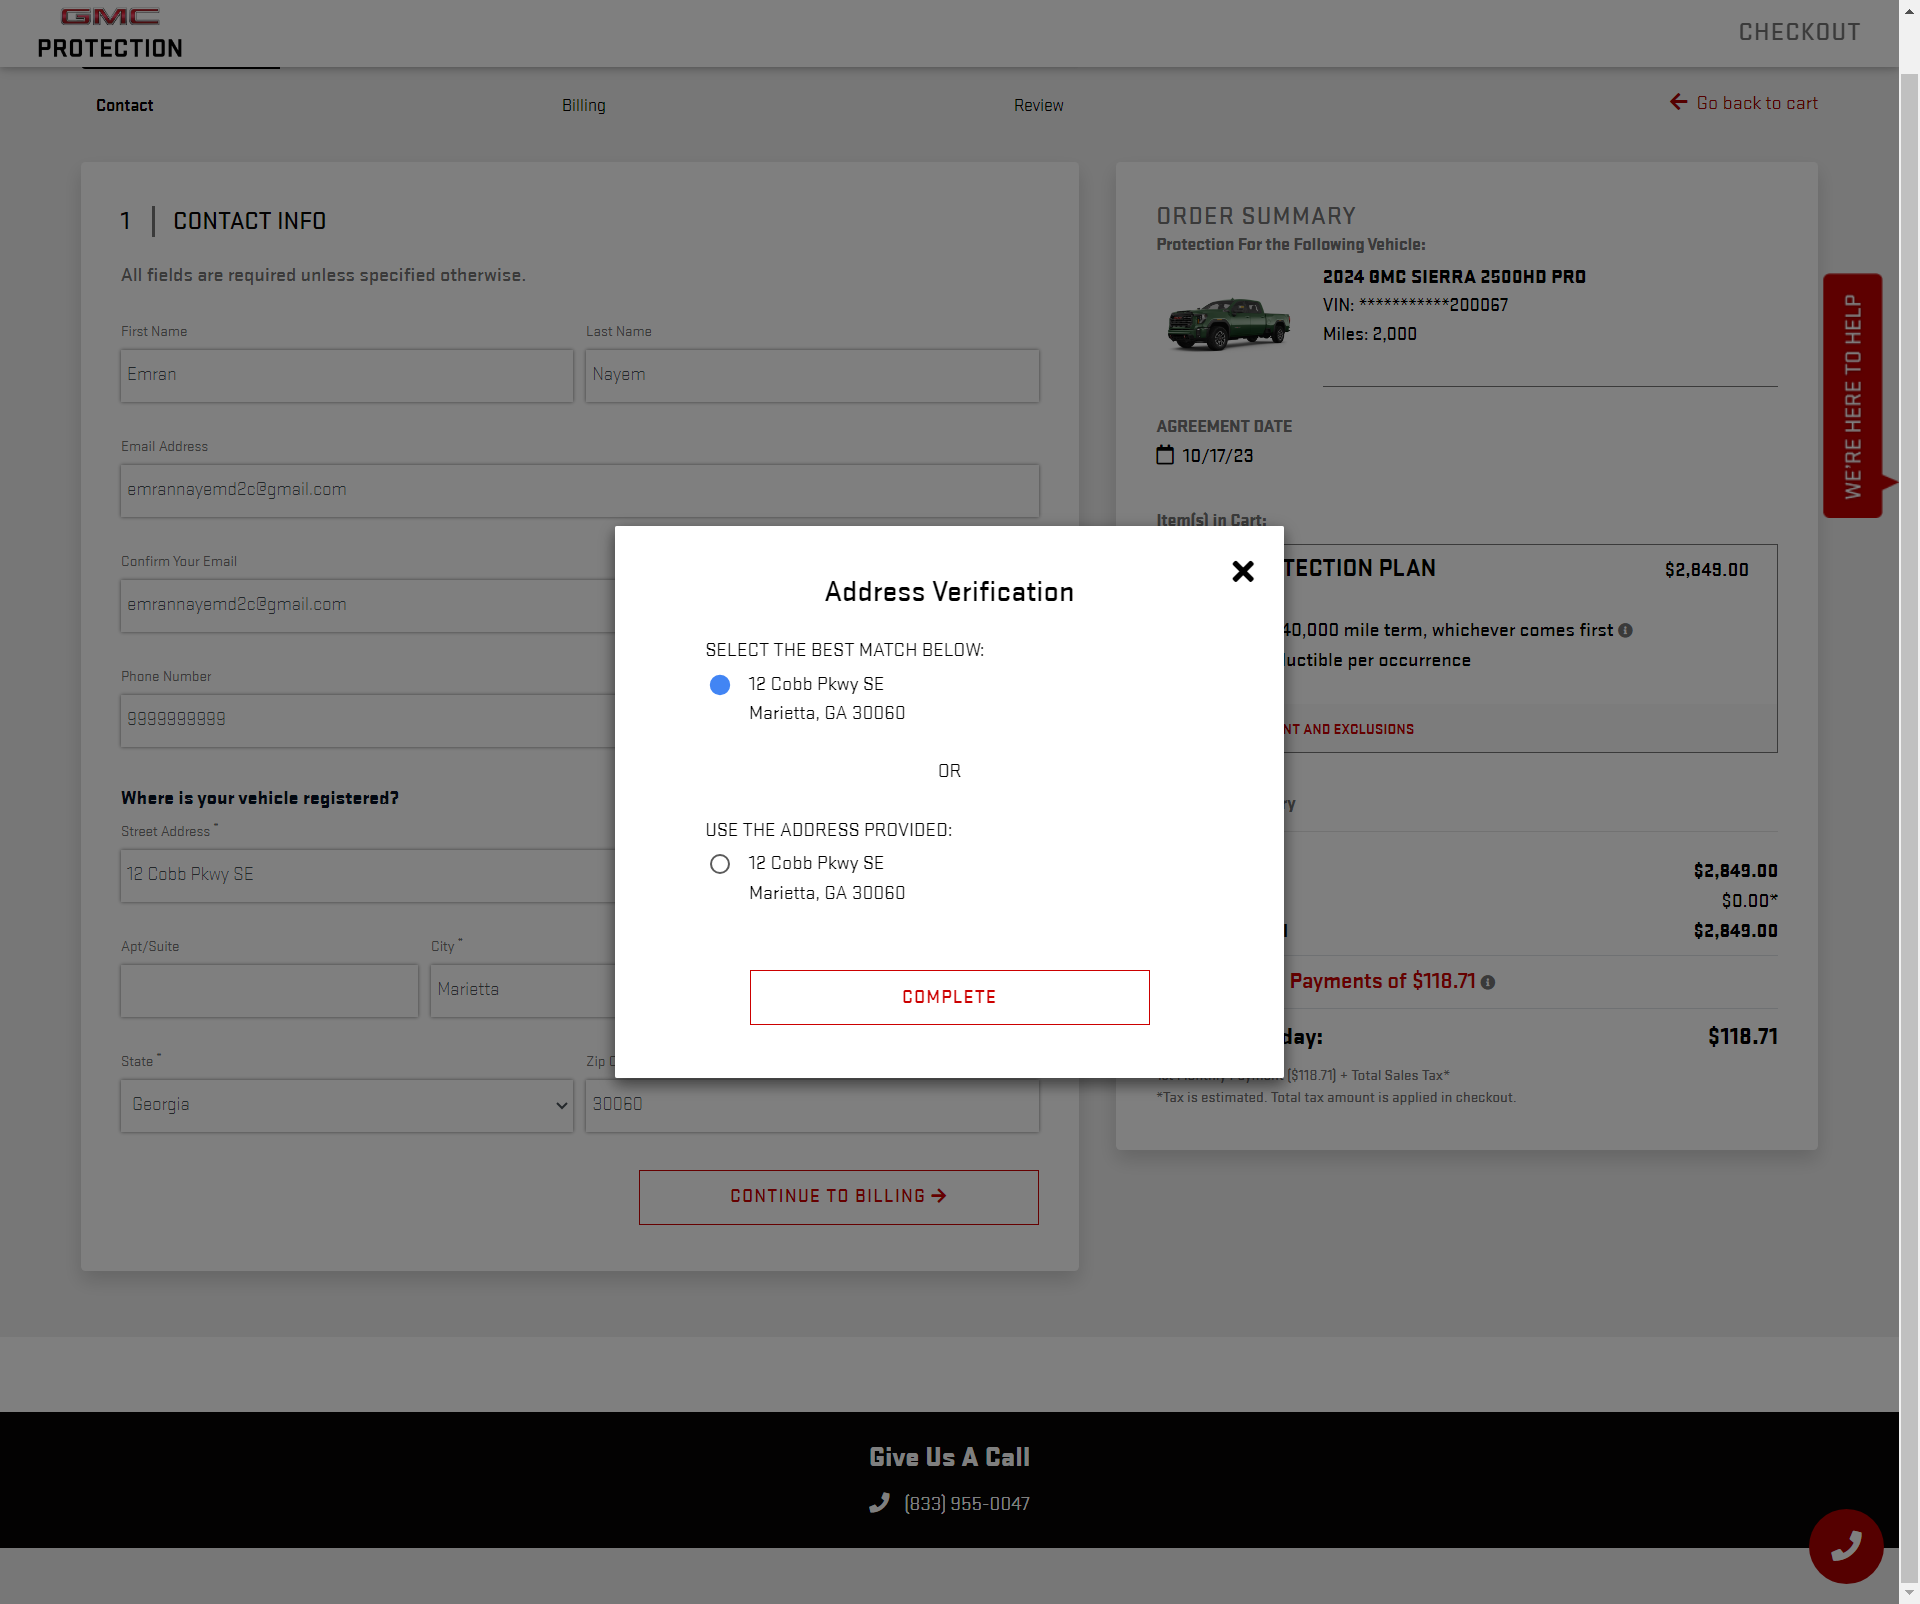 GMC
PROTECTION
CHECKOUT
Contact
Billing
Review
Go back to cart
1
CONTACT INFO
All fields are required unless specified otherwise.
First Name
Last Name
Emran
Nayem
Email Address
emrannayemd2c@gmail.com
Confirm Your Email
emrannayemd2c@gmail.com
Phone Number
9999999999
Where is your vehicle registered?
Street Address *
12 Cobb Pkwy SE
Apt/Suite
City *
Marietta
State *
Zip
Georgia
30060
CONTINUE TO BILLING
ORDER SUMMARY
Protection For the Following Vehicle:
2024 GMC SIERRA 2500HD PRO
VIN: ***********200067
Miles: 2,000
AGREEMENT DATE
10/17/23
Item(s) in Cart:
TECTION PLAN
$2,849.00
40,000 mile term, whichever comes first
uctible per occurrence
NT AND EXCLUSIONS
ry
$2,849.00
$0.00*
$2,849.00
Payments of $118.71
day:
$118.71
1st Monthly Payment ($118.71) + Total Sales Tax*
*Tax is estimated. Total tax amount is applied in checkout.
WE'RE HERE TO HELP
Address Verification
SELECT THE BEST MATCH BELOW:
12 Cobb Pkwy SE
Marietta, GA 30060
OR
USE THE ADDRESS PROVIDED:
12 Cobb Pkwy SE
Marietta, GA 30060
COMPLETE
Give Us A Call
(833) 955-0047